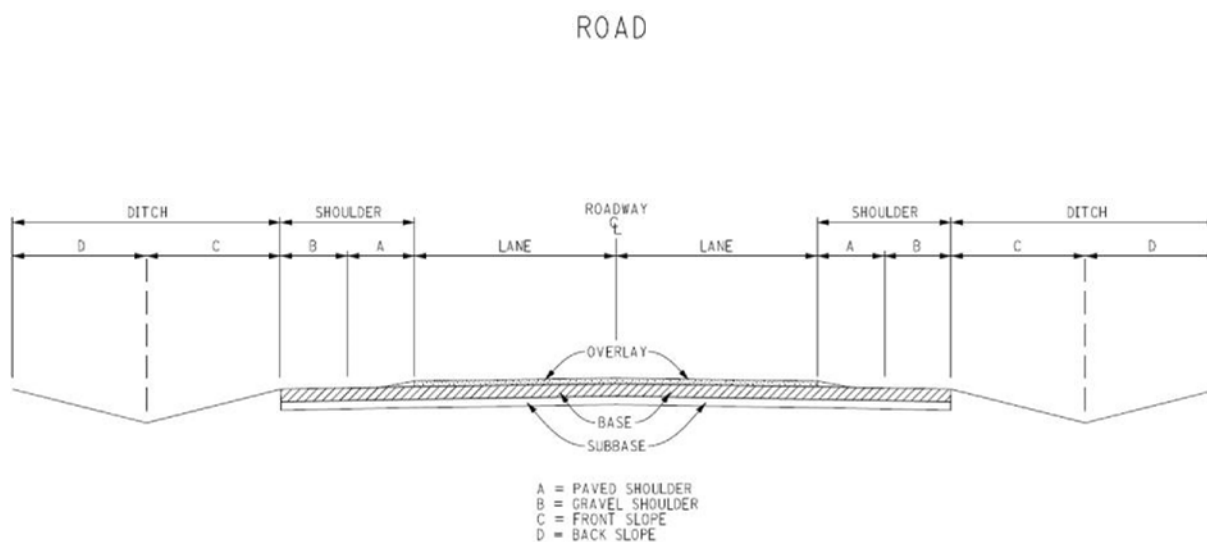 ROAD
DITCH SHOULDER ROADWAY SHOULDER DITCH
℄
D C B A LANE LANE A B C D
OVERLAY
BASE
SUBBASE
A = PAVED SHOULDER
B = GRAVEL SHOULDER
C = FRONT SLOPE
D = BACK SLOPE